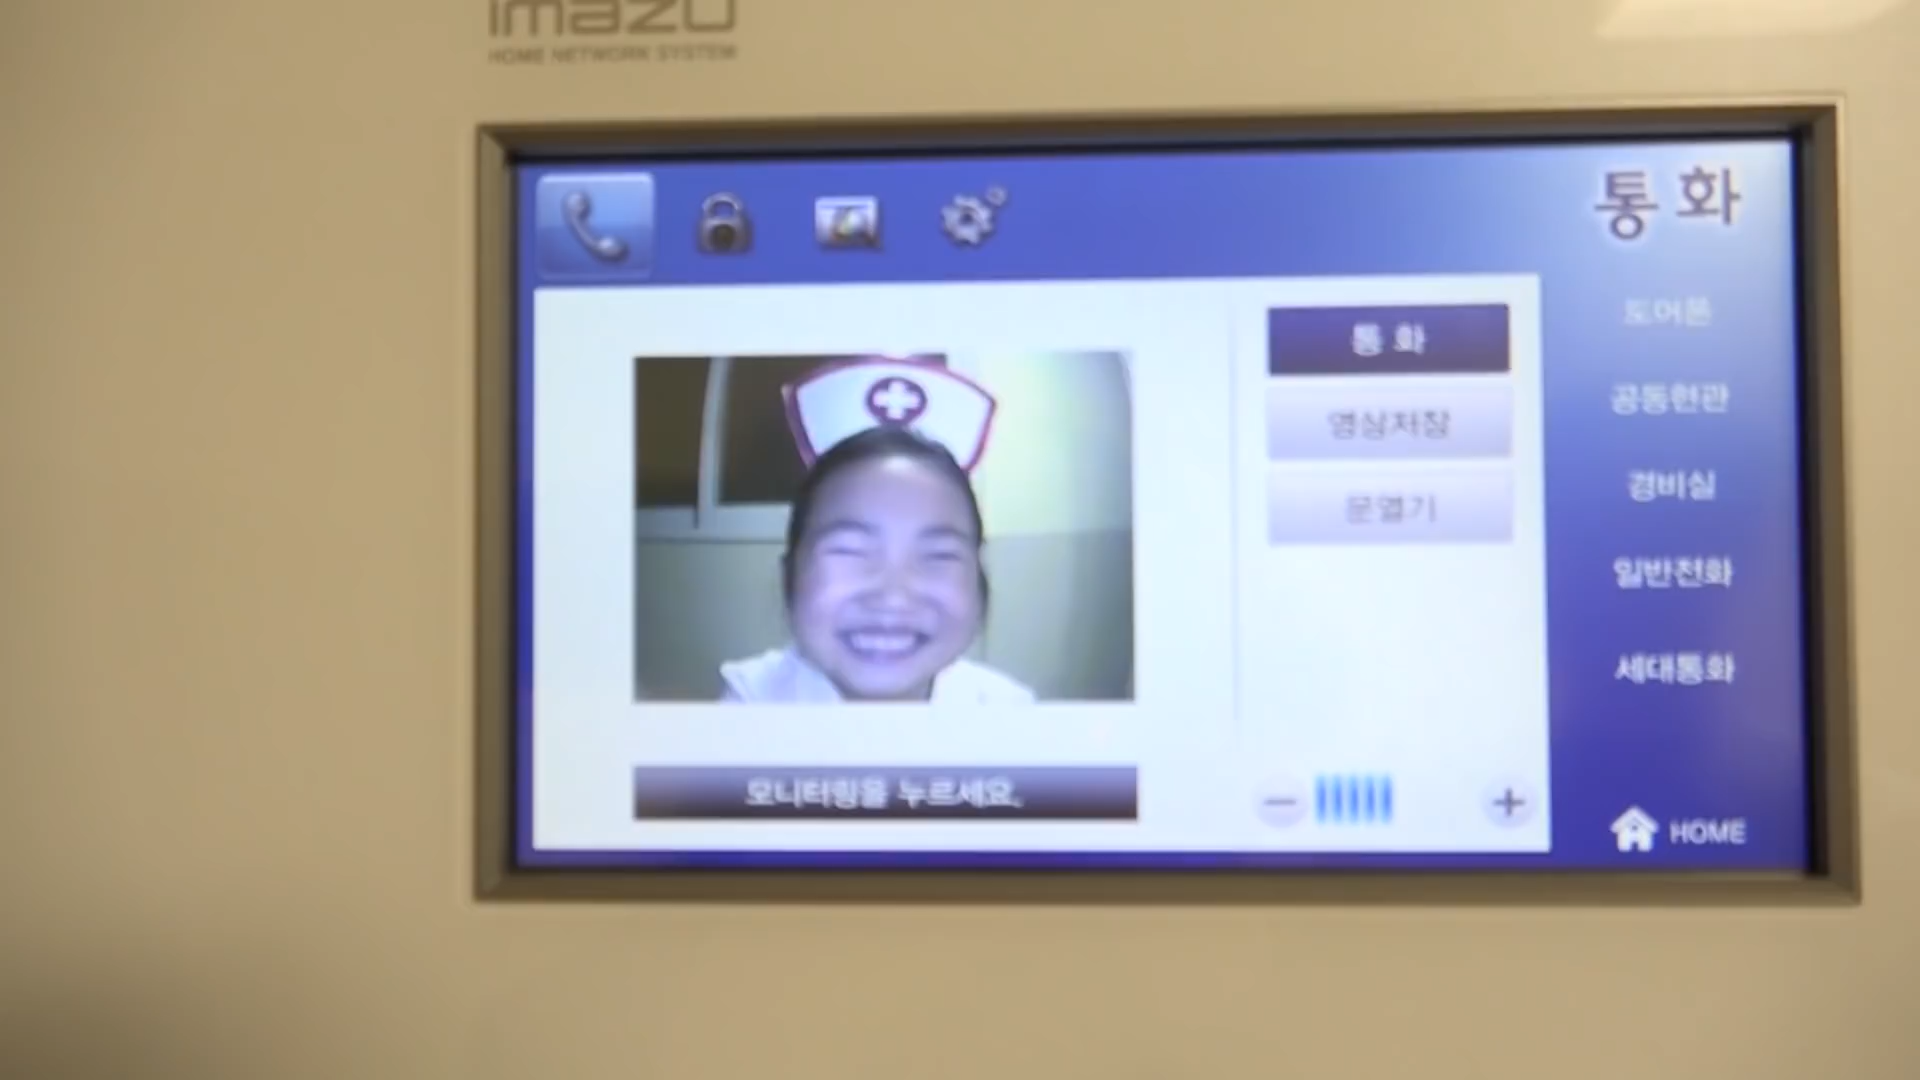 imazu
HOME NETWORK SYSTEM
통화
도어폰
공동현관
경비실
일반전화
세대통화
HOME
통 화
영상저장
문열기
모니터링을 누르세요.